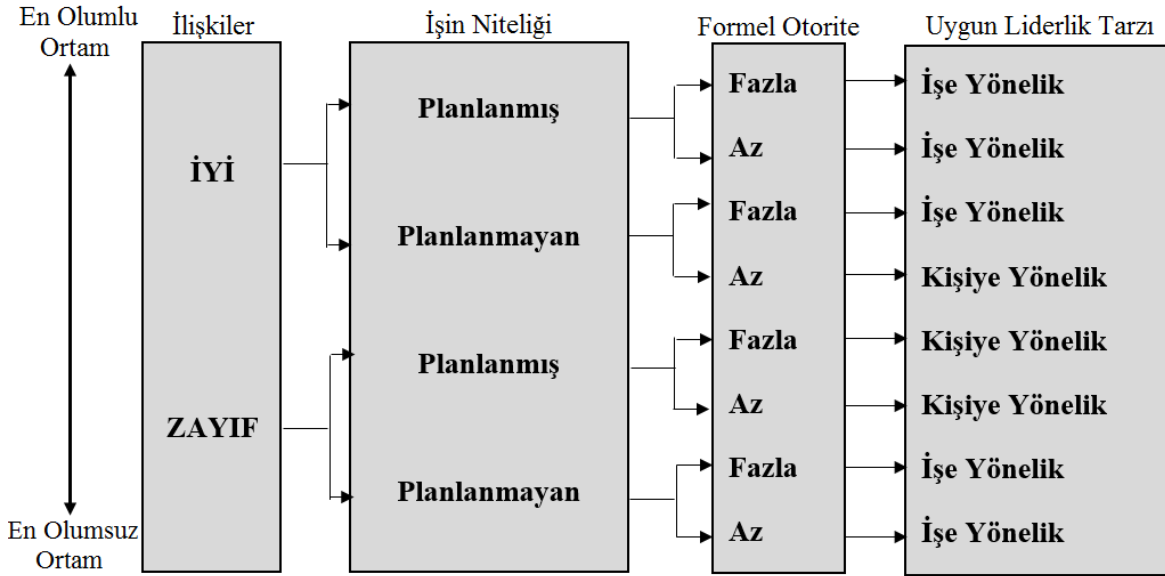 En Olumlu
Ortam
İlişkiler
İşin Niteliği
Formel Otorite
Uygun Liderlik Tarzı
İYİ
ZAYIF
Planlanmış
Planlanmayan
Planlanmış
Planlanmayan
Fazla
Az
Fazla
Az
Fazla
Az
Fazla
Az
İşe Yönelik
İşe Yönelik
İşe Yönelik
Kişiye Yönelik
Kişiye Yönelik
Kişiye Yönelik
İşe Yönelik
İşe Yönelik
En Olumsuz
Ortam